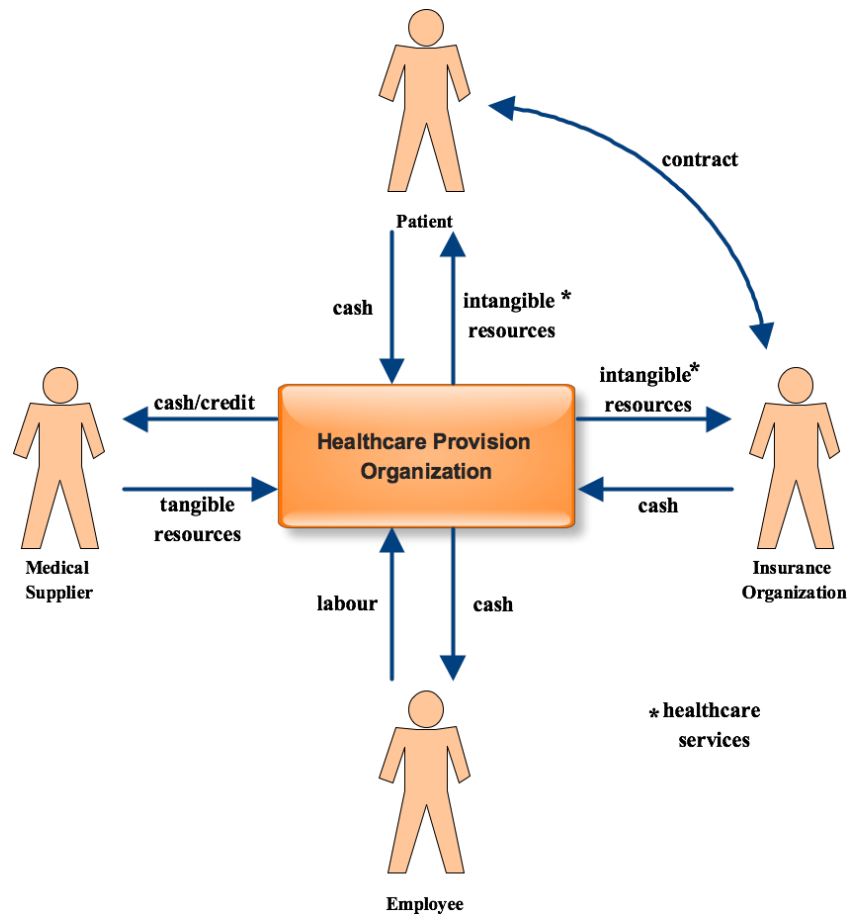 contract
Patient
cash
intangible *
resources
intangible*
resources
cash/credit
Healthcare Provision
Organization
tangible
resources
cash
Medical
Supplier
Insurance
Organization
labour
cash
* healthcare
services
Employee